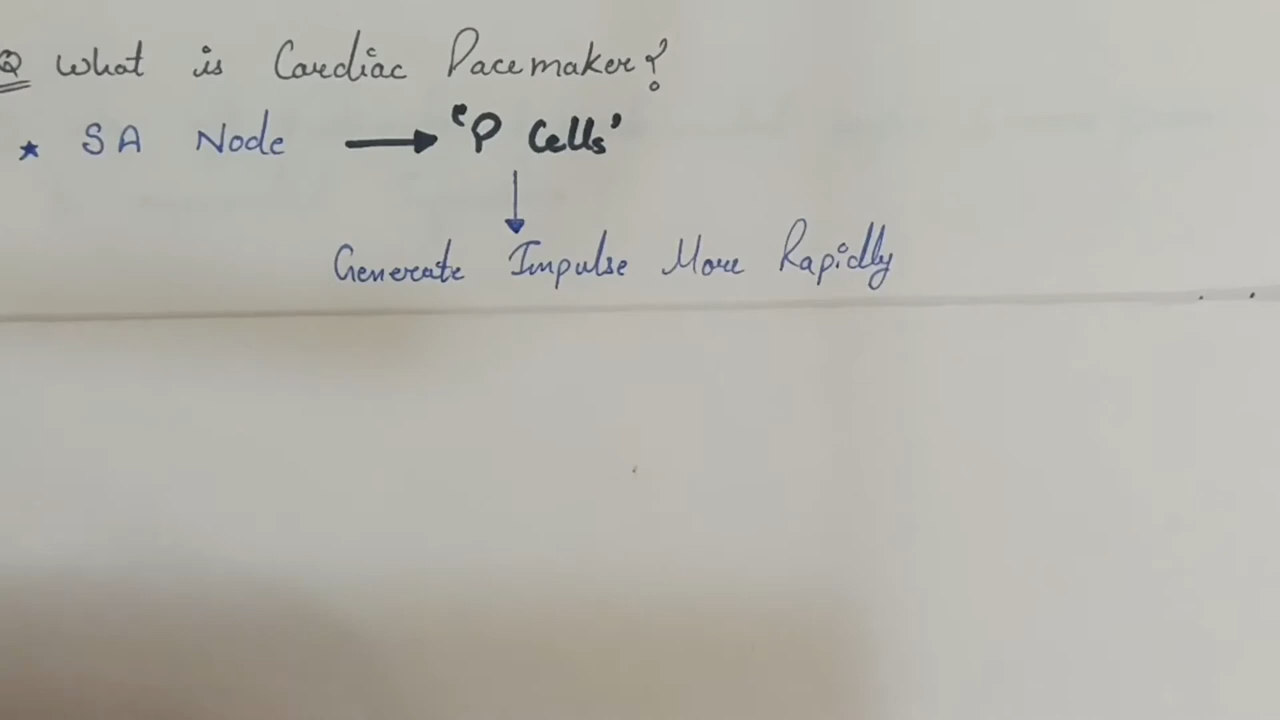 Q What is Cardiac Pacemaker?
★ SA Node → 'P Cells'
↓
Generate Impulse More Rapidly